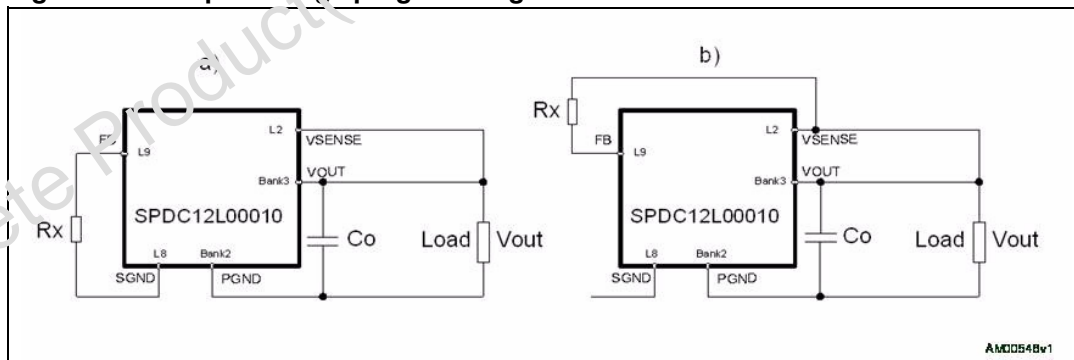 a)
b)
Rx
FB
L9
L2
VSENSE
Bank3
VOUT
SPDC12L00010
Rx
Co
Load
Vout
L8
Bank2
SGND
PGND
FB
L9
L2
VSENSE
Bank3
VOUT
SPDC12L00010
Co
Load
Vout
L8
Bank2
SGND
PGND
AM00548v1
Product(